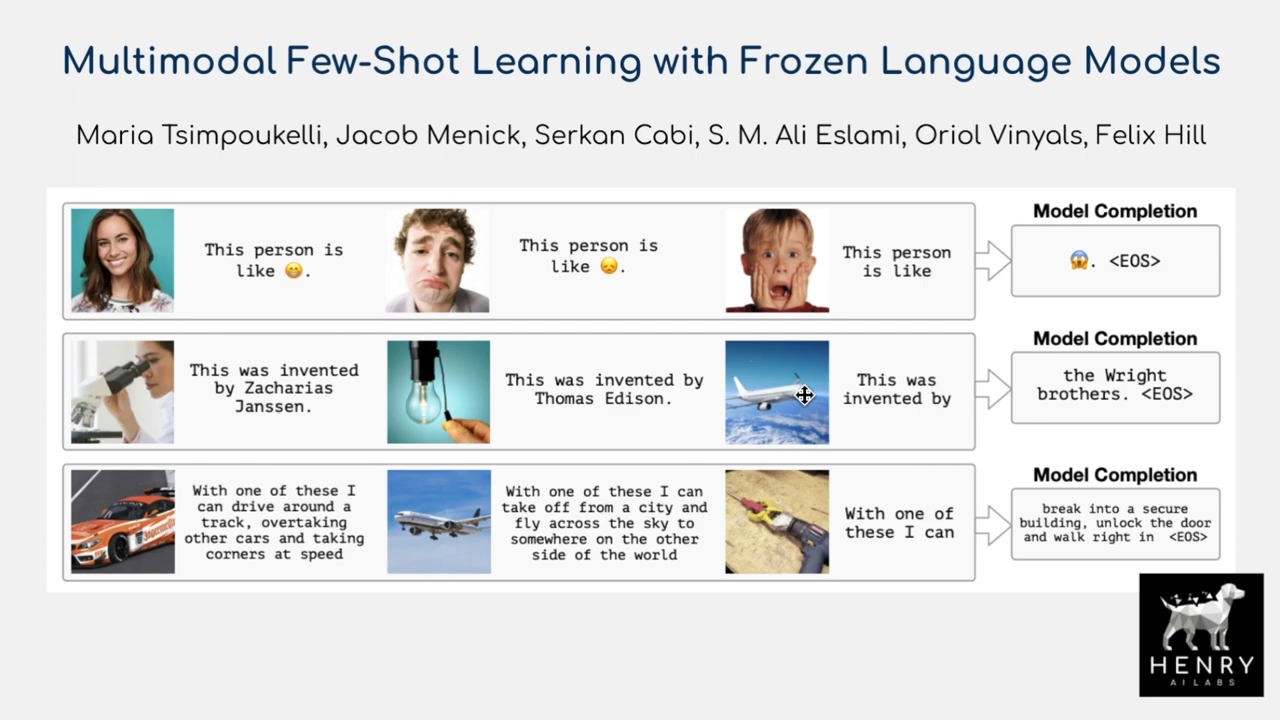 Multimodal Few-Shot Learning with Frozen Language Models
Maria Tsimpoukelli, Jacob Menick, Serkan Cabi, S. M. Ali Eslami, Oriol Vinyals, Felix Hill
This person is
like 😁.
This person is
like 😞.
This person
is like
Model Completion
😱. <EOS>
This was invented
by Zacharias
Janssen.
This was invented by
Thomas Edison.
This was
invented by
Model Completion
the Wright
brothers. <EOS>
With one of these I
can drive around a
track, overtaking
other cars and taking
corners at speed
With one of these I can
take off from a city and
fly across the sky to
somewhere on the other
side of the world
With one of
these I can
Model Completion
break into a secure
building, unlock the door
and walk right in <EOS>
HENRY
AI LABS